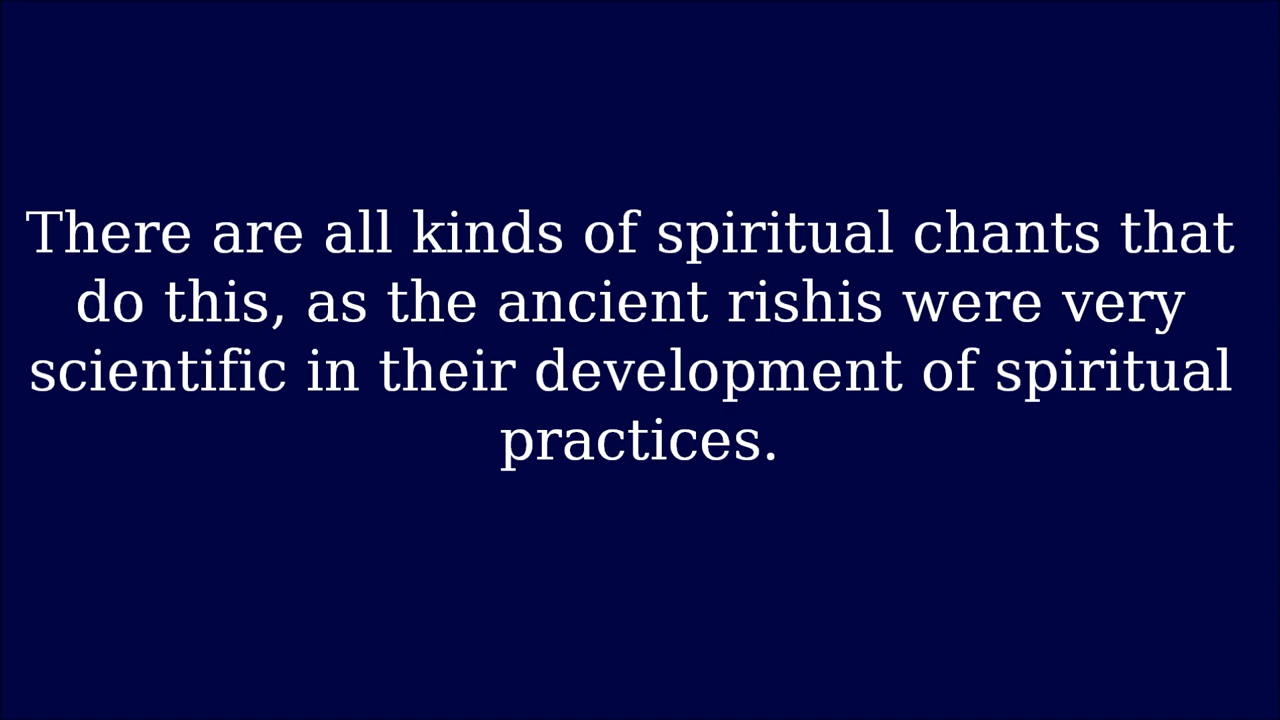 There are all kinds of spiritual chants that
do this, as the ancient rishis were very
scientific in their development of spiritual
practices.